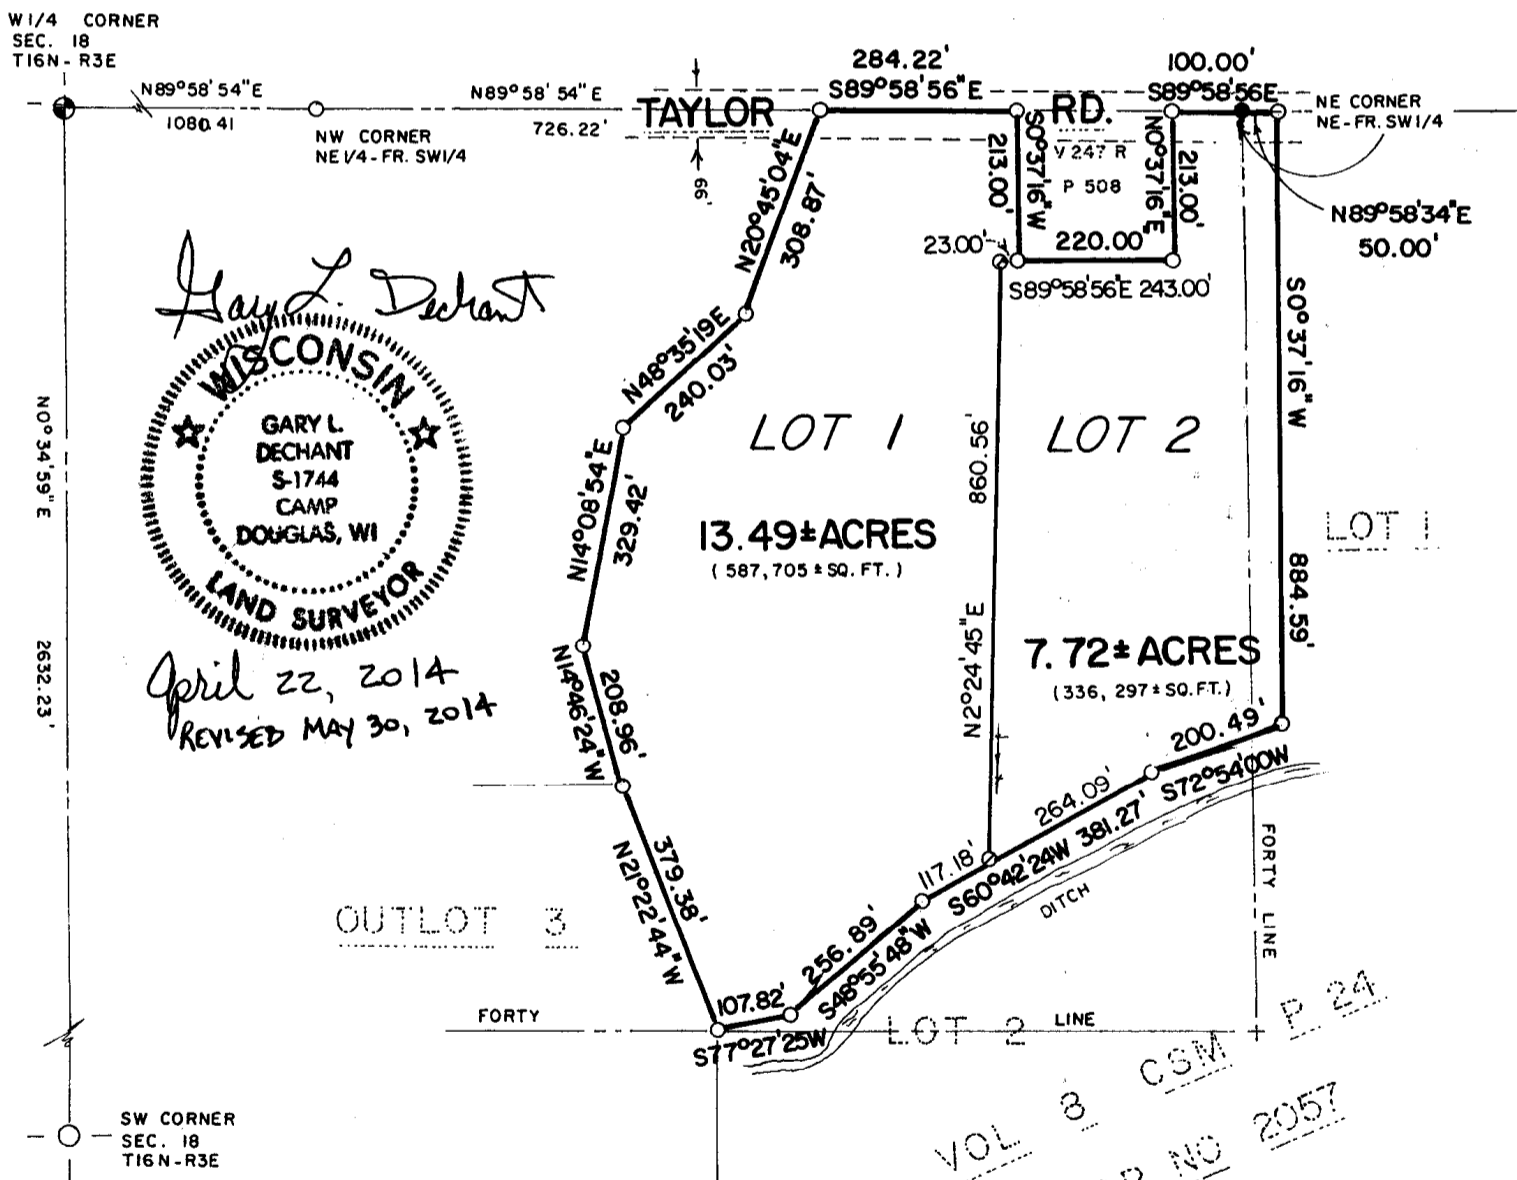 W1/4 CORNER
SEC. 18
T16N-R3E
N89°58'54"E
1080.41
NW CORNER
NE1/4-FR. SW1/4
N89°58'54"E
726.22'
TAYLOR RD.
66'
284.22'
S89°58'56"E
100.00'
S89°58'56E
NE CORNER
NE-FR. SW1/4
N89°58'34"E
50.00'
V 247 R
P 508
S0°37'16"W
213.00'
N0°37'16"E
213.00'
23.00'
220.00'
S89°58'56"E 243.00'
N20°45'04"E
308.87'
N48°35'19E
240.03'
N14°08'54"E
329.42'
N14°46'24"W
208.96'
N21°22'44"W
379.38'
Gary L. Dechant
WISCONSIN
GARY L.
DECHANT
S-1744
CAMP
DOUGLAS, WI
LAND SURVEYOR
April 22, 2014
REVISED MAY 30, 2014
N0°34'59"E
2632.23'
LOT 1
13.49±ACRES
(587,705±SQ. FT.)
860.56'
N2°24'45"E
LOT 2
7.72±ACRES
(336,297±SQ.FT.)
S0°37'16"W
884.59'
LOT 1
200.49'
S72°54'00W
264.09'
117.18'
S60°42'24W 381.27'
256.89'
S48°55'48"W
107.82'
S77°27'25W
DITCH
FORTY LINE
OUTLOT 3
FORTY LINE
LOT 2
VOL 8 CSM P 24
NO 2057
SW CORNER
SEC. 18
T16N-R3E